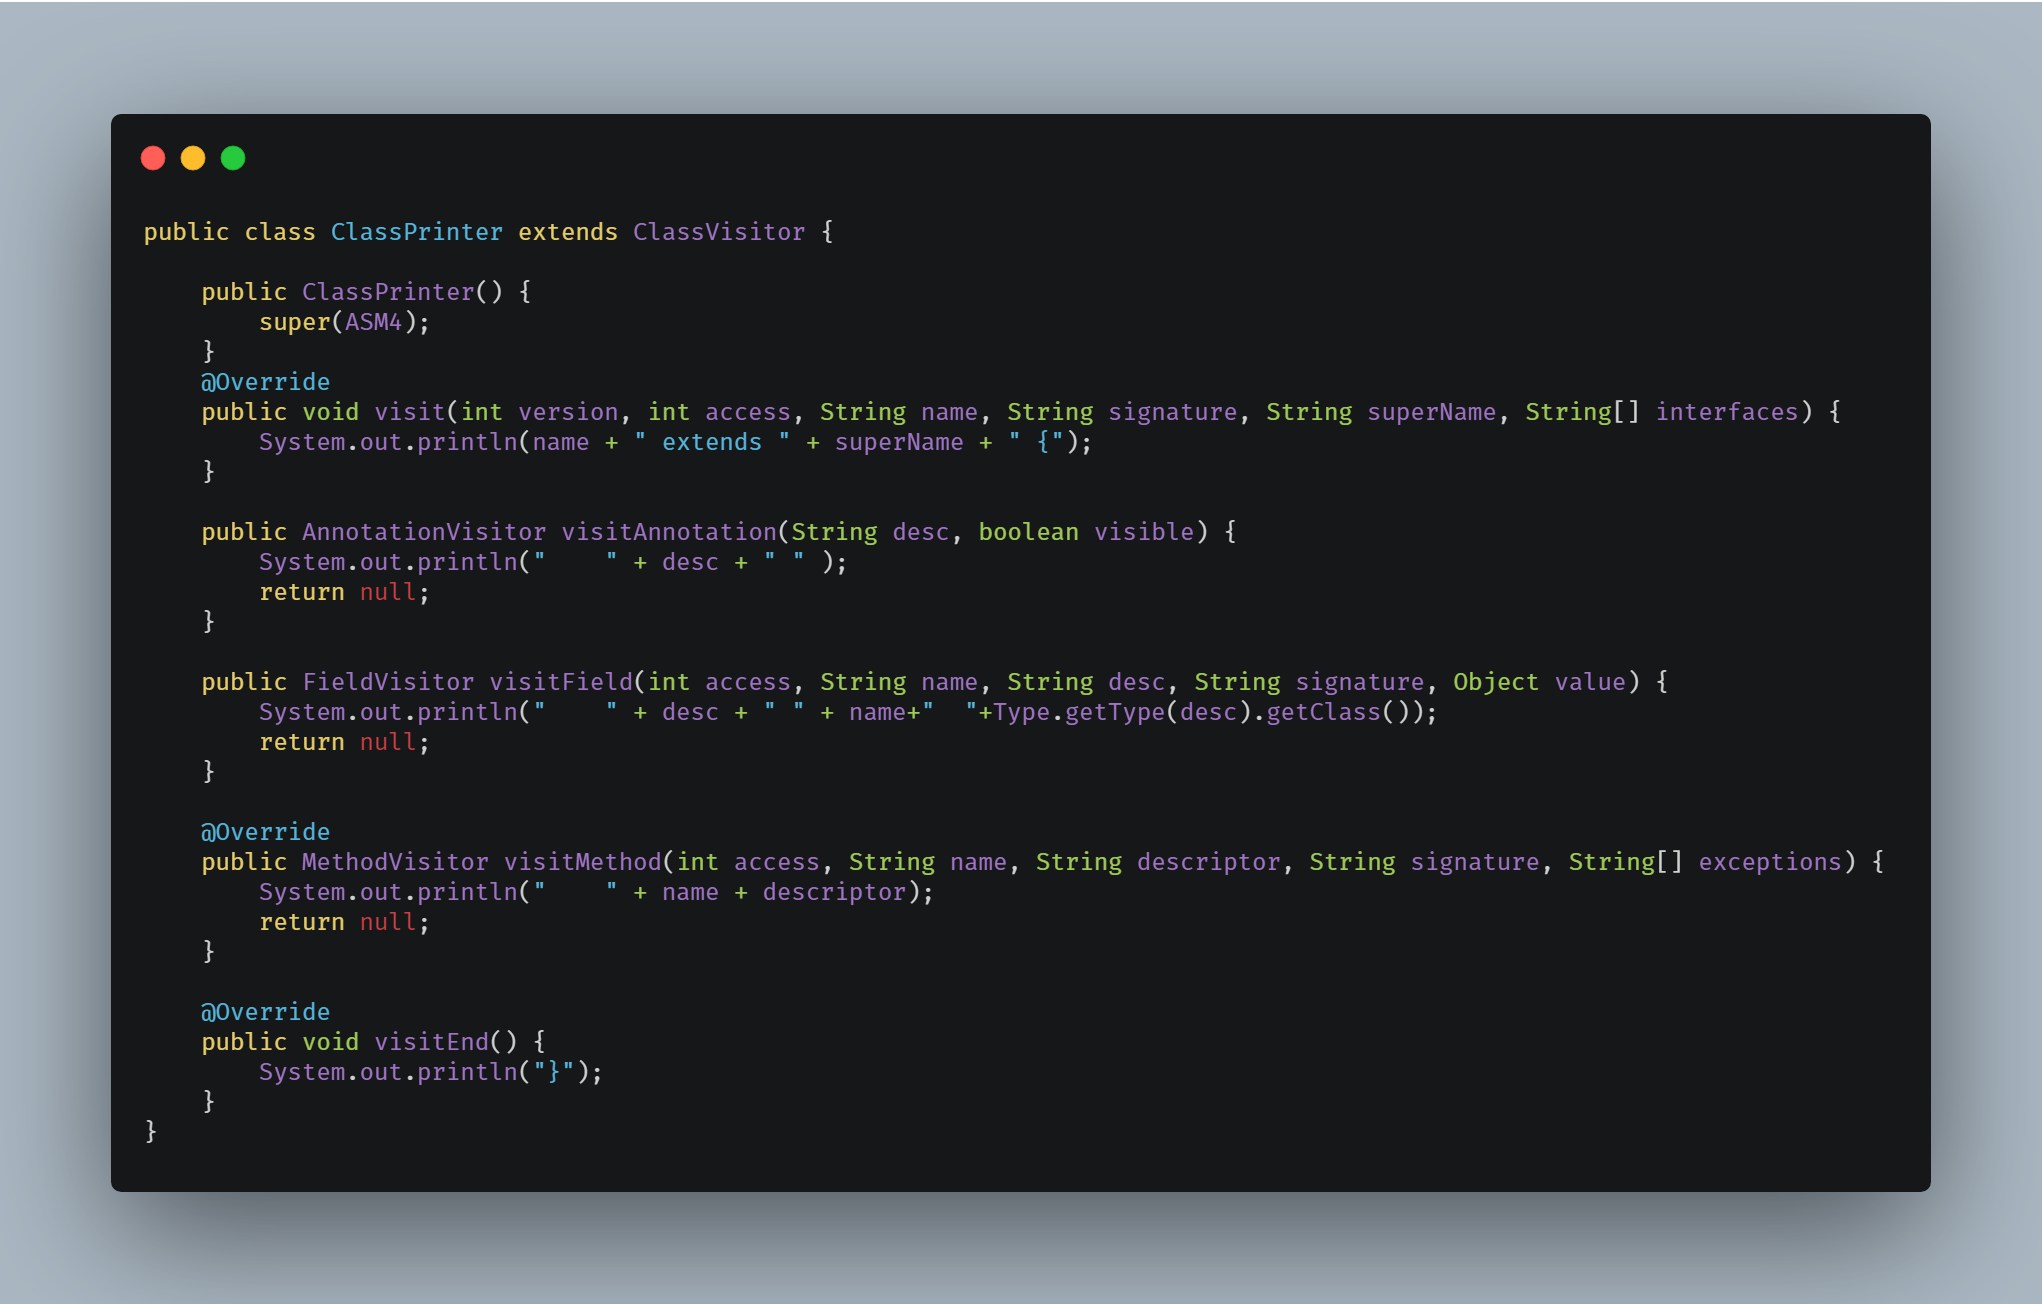 public class ClassPrinter extends ClassVisitor {

    public ClassPrinter() {
        super(ASM4);
    }
    @Override
    public void visit(int version, int access, String name, String signature, String superName, String[] interfaces) {
        System.out.println(name + " extends " + superName + " {");
    }

    public AnnotationVisitor visitAnnotation(String desc, boolean visible) {
        System.out.println("    " + desc + " " );
        return null;
    }

    public FieldVisitor visitField(int access, String name, String desc, String signature, Object value) {
        System.out.println("    " + desc + " " + name+"  "+Type.getType(desc).getClass());
        return null;
    }

    @Override
    public MethodVisitor visitMethod(int access, String name, String descriptor, String signature, String[] exceptions) {
        System.out.println("    " + name + descriptor);
        return null;
    }

    @Override
    public void visitEnd() {
        System.out.println("}");
    }
}